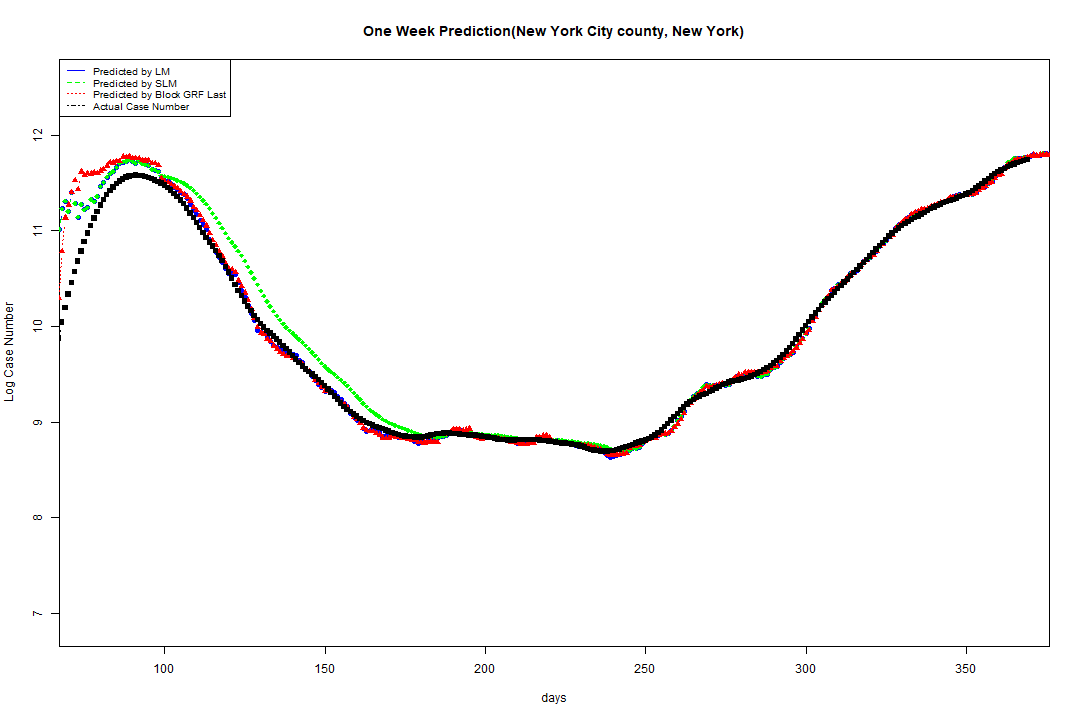 One Week Prediction(New York City county, New York)
Predicted by LM
Predicted by SLM
Predicted by Block GRF Last
Actual Case Number
12
11
10
9
8
7
Log Case Number
100 150 200 250 300 350
days